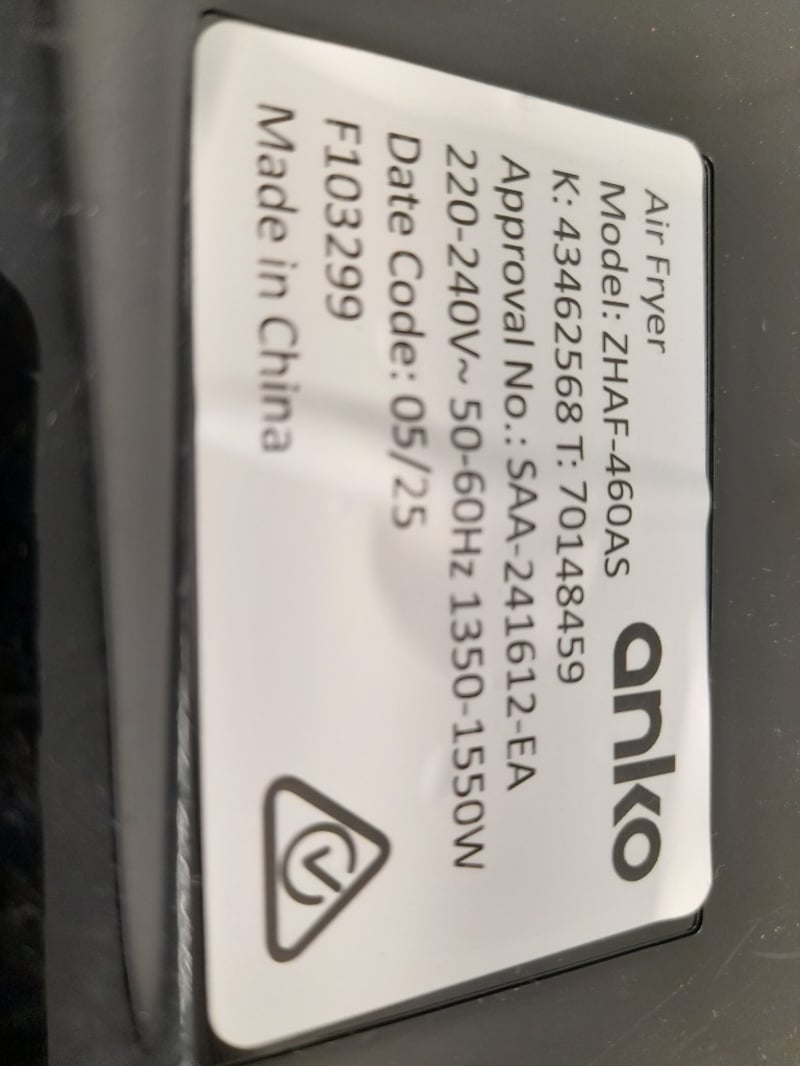 Air Fryer
anko
Model: ZHAF-460AS
K: 43462568 T: 70148459
Approval No.: SAA-241612-EA
220-240V~ 50-60Hz 1350-1550W
Date Code: 05/25
F103299
Made in China